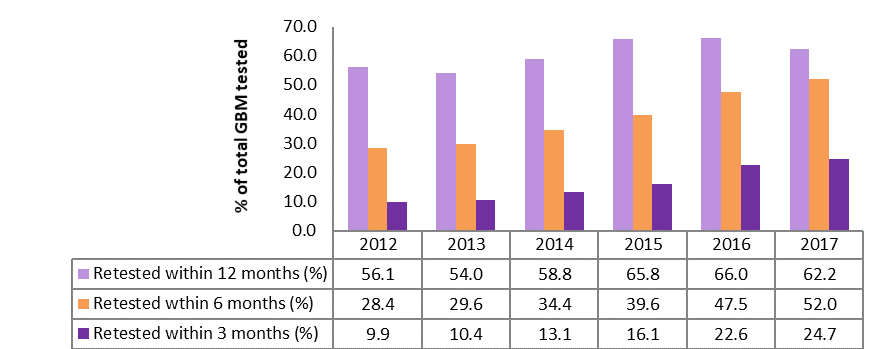 % of total GBM tested
70.0
60.0
50.0
40.0
30.0
20.0
10.0
0.0
2012 2013 2014 2015 2016 2017
Retested within 12 months (%) 56.1 54.0 58.8 65.8 66.0 62.2
Retested wthin 6 months (%) 28.4 29.6 34.4 39.6 47.5 52.0
Retested within 3 months (%) 9.9 10.4 13.1 16.1 22.6 24.7